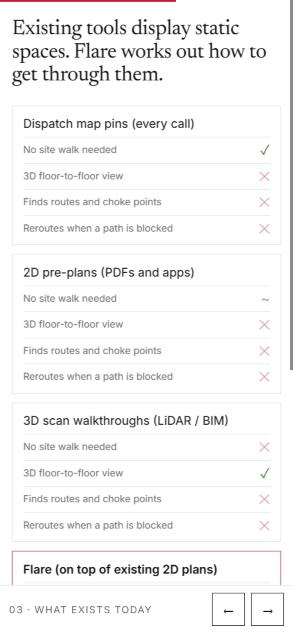 Existing tools display static
spaces. Flare works out how to
get through them.
Dispatch map pins (every call)
No site walk needed ✓
3D floor-to-floor view ✕
Finds routes and choke points ✕
Reroutes when a path is blocked ✕
2D pre-plans (PDFs and apps)
No site walk needed ~
3D floor-to-floor view ✕
Finds routes and choke points ✕
Reroutes when a path is blocked ✕
3D scan walkthroughs (LiDAR / BIM)
No site walk needed ✕
3D floor-to-floor view ✓
Finds routes and choke points ✕
Reroutes when a path is blocked ✕
Flare (on top of existing 2D plans)
03 · WHAT EXISTS TODAY ← →